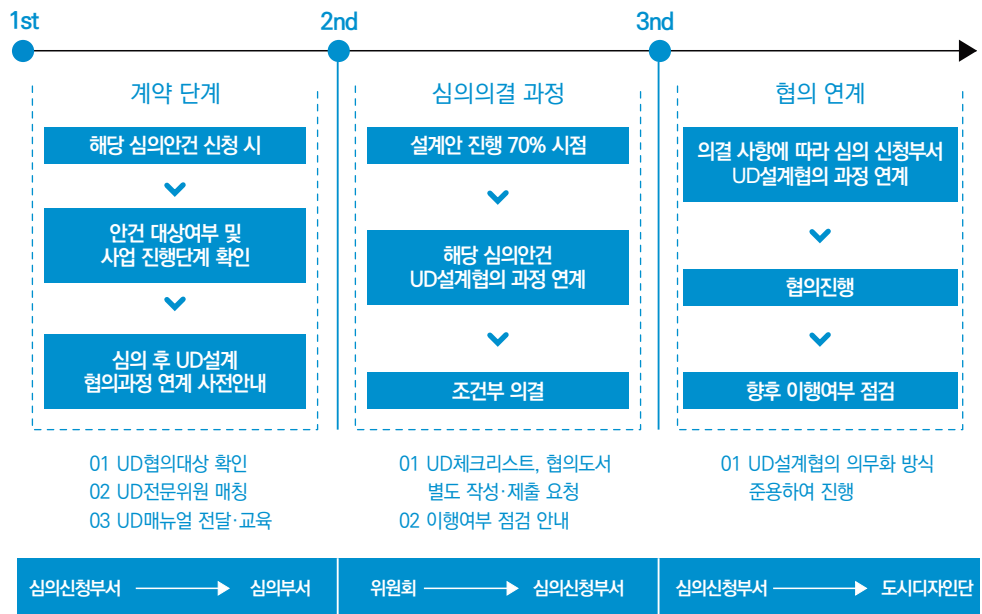 1st
2nd
3nd
계약 단계
해당 심의안건 신청 시
안건 대상여부 및
사업 진행단계 확인
심의 후 UD설계
협의과정 연계 사전안내
01 UD협의대상 확인
02 UD전문위원 매칭
03 UD매뉴얼 전달·교육
심의신청부서
심의부서
심의의결 과정
설계안 진행 70% 시점
해당 심의안건
UD설계협의 과정 연계
조건부 의결
01 UD체크리스트, 협의도서
별도 작성·제출 요청
02 이행여부 점검 안내
위원회
심의신청부서
협의 연계
의결 사항에 따라 심의 신청부서
UD설계협의 과정 연계
협의진행
향후 이행여부 점검
01 UD설계협의 의무화 방식
준용하여 진행
심의신청부서
도시디자인단